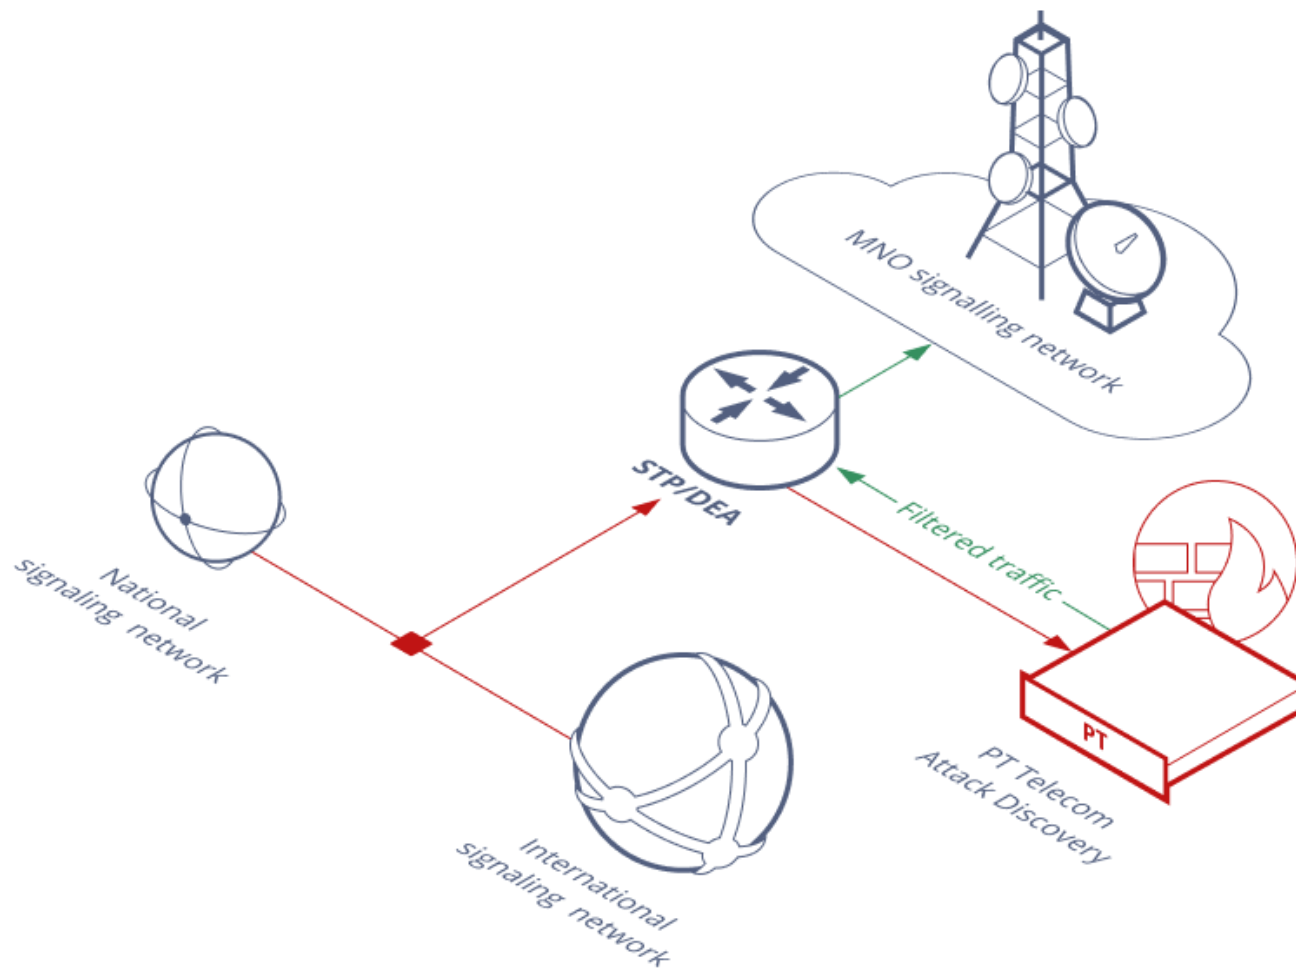 MNO signalling network
STP/DEA
Filtered traffic
National
signaling network
PT
PT Telecom
Attack Discovery
International
signaling network